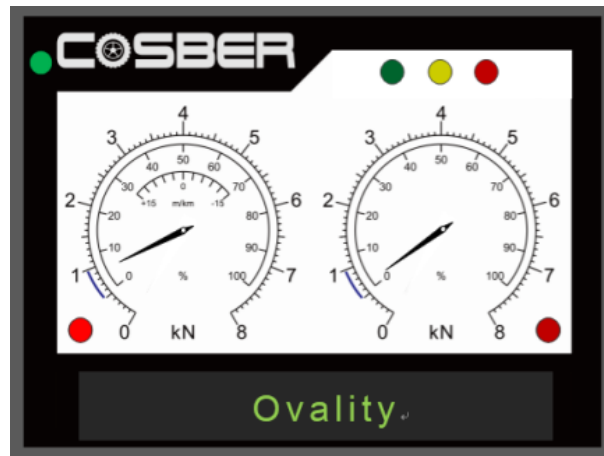 COSBER
4 4
3 5 3 5
50 50
40 60 40 60
30 0 70 30 70
+15 m/km -15
2 20 80 6 2 20 80 6
10 90 10 90
1 0 % 100 7 1 0 % 100 7
0 kN 8 0 kN 8
Ovality